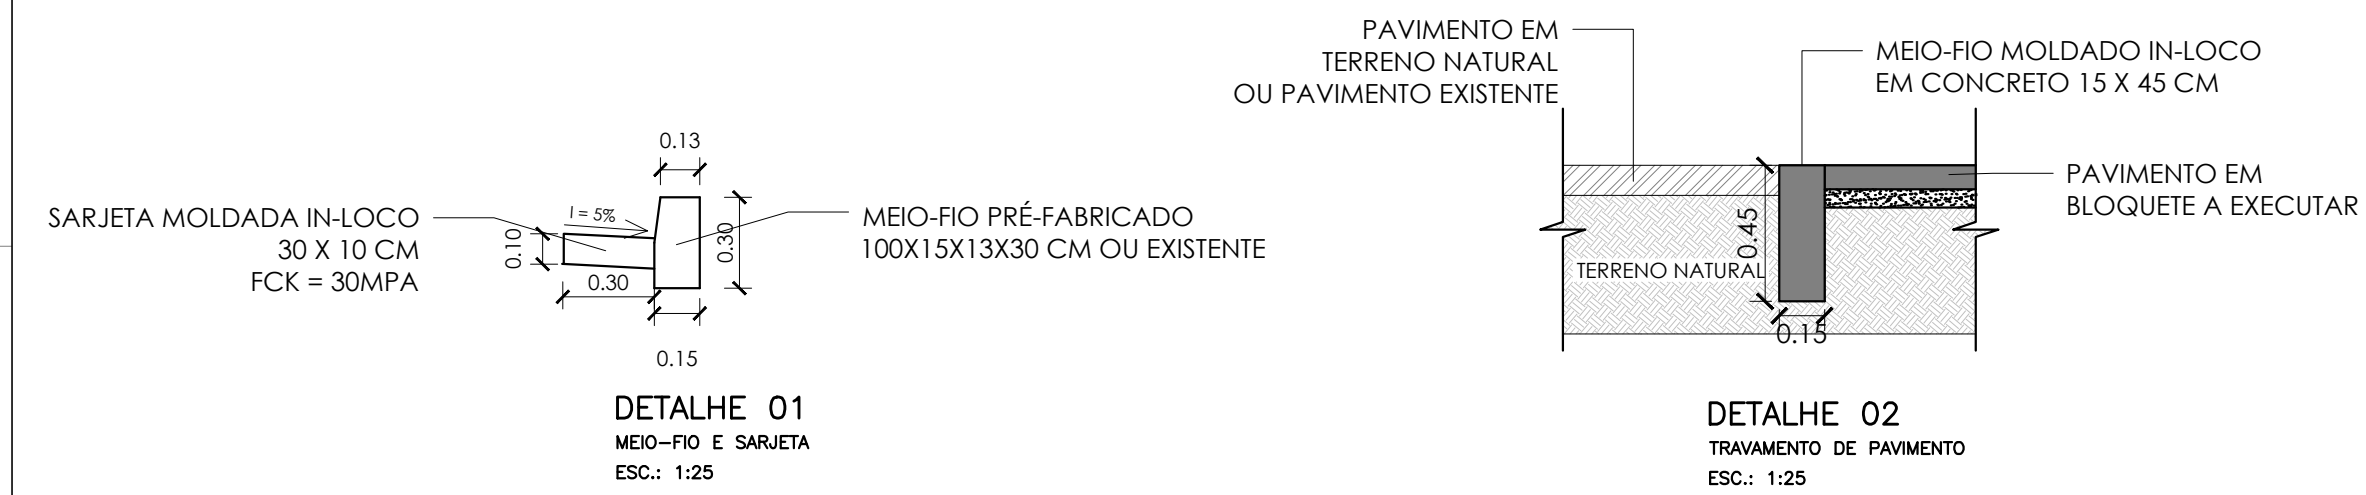 0.13
SARJETA MOLDADA IN-LOCO
30 X 10 CM
FCK = 30MPA
I = 5%
0.10
0.30
0.30
0.15
MEIO-FIO PRÉ-FABRICADO
100X15X13X30 CM OU EXISTENTE
DETALHE 01
MEIO-FIO E SARJETA
ESC.: 1:25
PAVIMENTO EM
TERRENO NATURAL
OU PAVIMENTO EXISTENTE
MEIO-FIO MOLDADO IN-LOCO
EM CONCRETO 15 X 45 CM
PAVIMENTO EM
BLOQUETE A EXECUTAR
0.45
TERRENO NATURAL
0.15
DETALHE 02
TRAVAMENTO DE PAVIMENTO
ESC.: 1:25